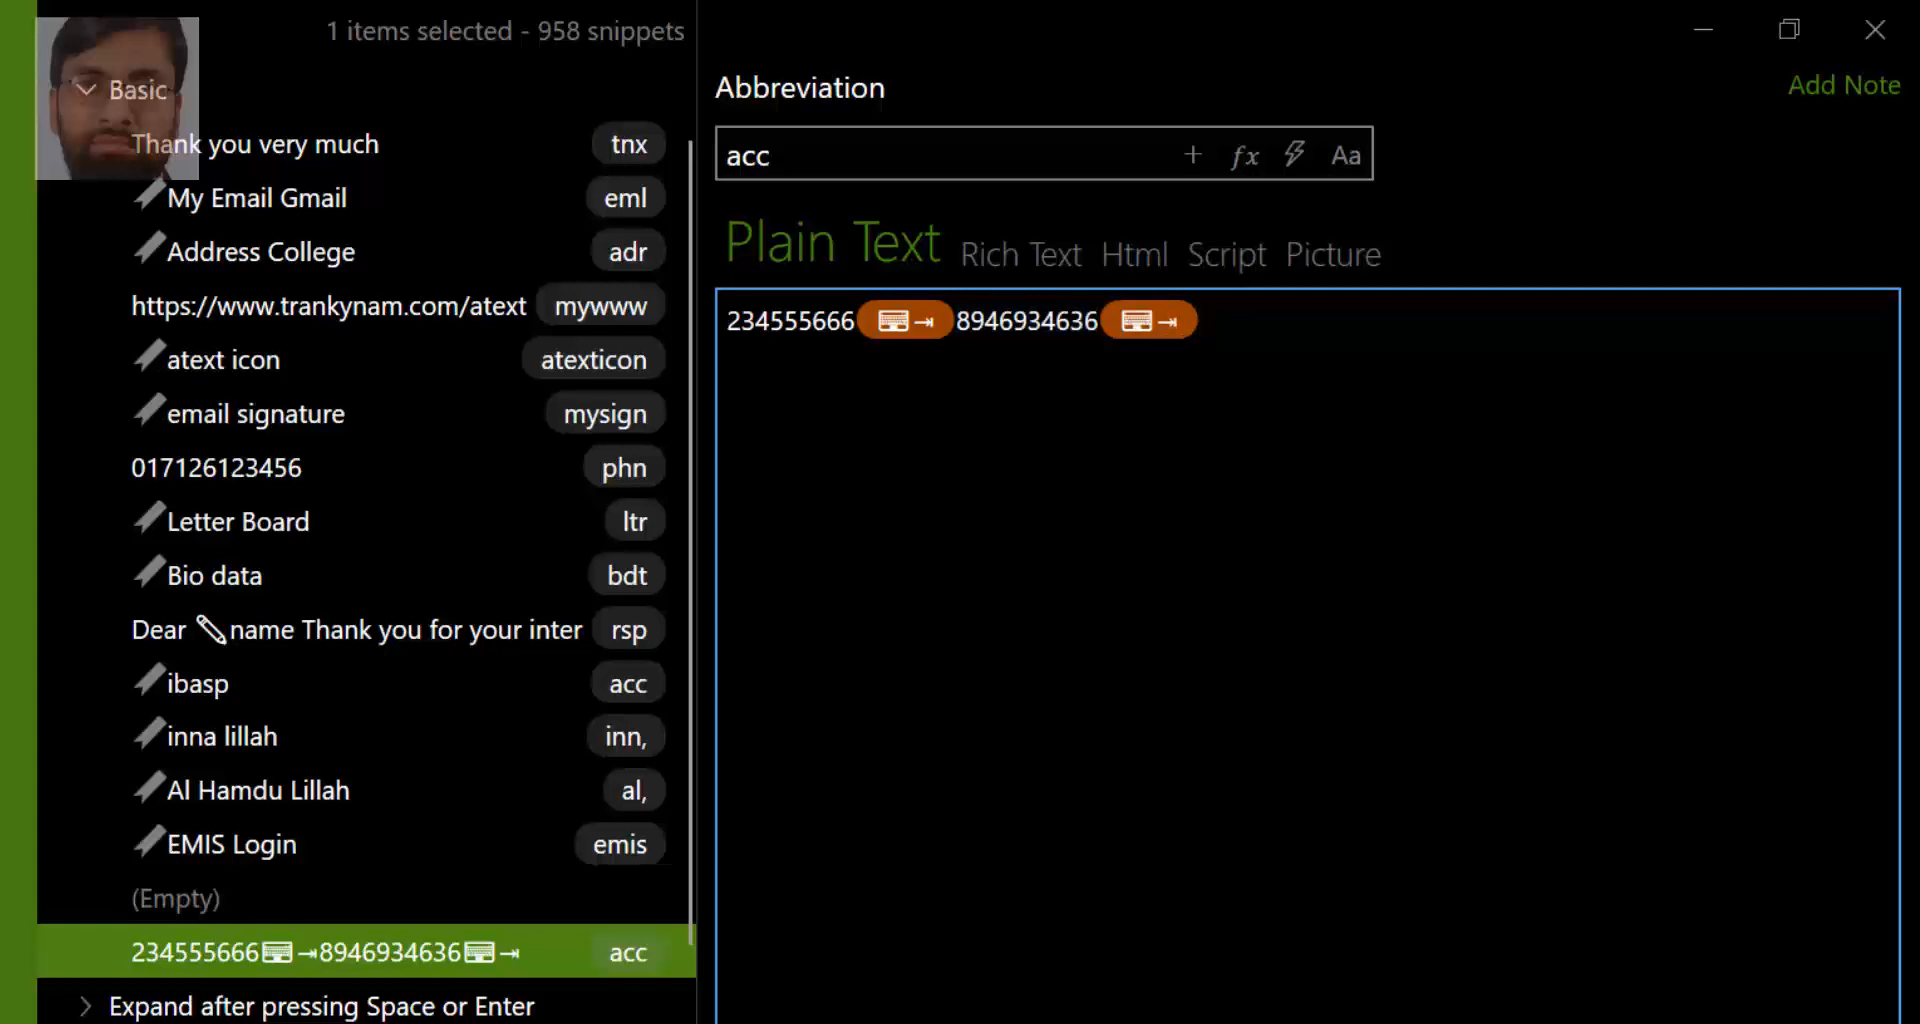 1 items selected - 958 snippets
Basic
Thank you very much tnx
My Email Gmail eml
Address College adr
https://www.trankynam.com/atext mywww
atext icon atexticon
email signature mysign
017126123456 phn
Letter Board ltr
Bio data bdt
Dear name Thank you for your inter rsp
ibasp acc
inna lillah inn,
Al Hamdu Lillah al,
EMIS Login emis
(Empty)
234555666⇥8946934636⇥ acc
Expand after pressing Space or Enter
Abbreviation
Add Note
acc + ƒx Aa
Plain Text Rich Text Html Script Picture
234555666⇥8946934636⇥